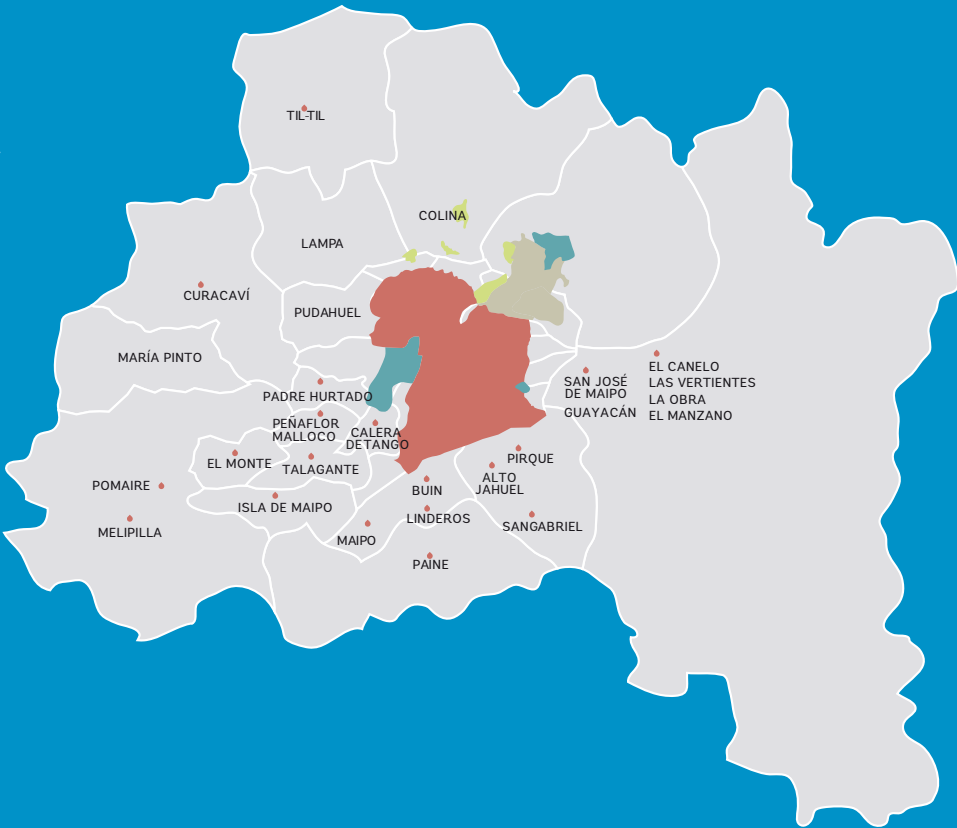 TIL-TIL
COLINA
LAMPA
CURACAVÍ
PUDAHUEL
MARÍA PINTO
EL CANELO
LAS VERTIENTES
LA OBRA
EL MANZANO
SAN JOSÉ
DE MAIPO
GUAYACÁN
PADRE HURTADO
PEÑAFLOR
MALLOCO
CALERA
DETANGO
EL MONTE
TALAGANTE
PIRQUE
ALTO
JAHUEL
POMAIRE
BUIN
ISLA DE MAIPO
LINDEROS
SANGABRIEL
MELIPILLA
MAIPO
PAINE